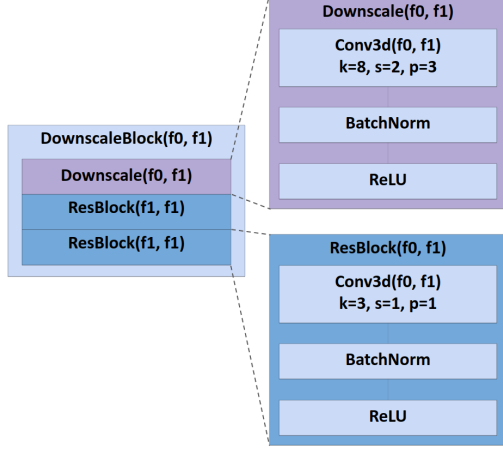 DownscaleBlock(f0, f1)
Downscale(f0, f1)
ResBlock(f1, f1)
ResBlock(f1, f1)
Downscale(f0, f1)
Conv3d(f0, f1)
k=8, s=2, p=3
BatchNorm
ReLU
ResBlock(f0, f1)
Conv3d(f0, f1)
k=3, s=1, p=1
BatchNorm
ReLU